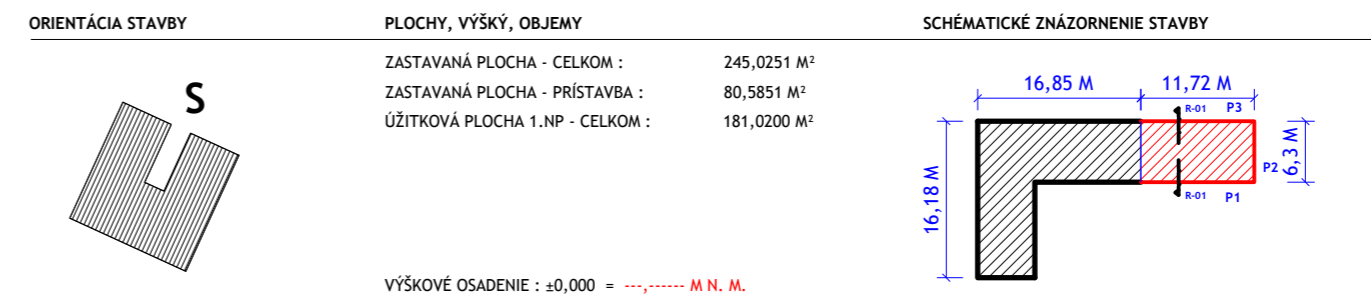 ORIENTÁCIA STAVBY
S
PLOCHY, VÝŠKÝ, OBJEMY
ZASTAVANÁ PLOCHA - CELKOM : 245,0251 M²
ZASTAVANÁ PLOCHA - PRÍSTAVBA : 80,5851 M²
ÚŽITKOVÁ PLOCHA 1.NP - CELKOM : 181,0200 M²
VÝŠKOVÉ OSADENIE : ±0,000 = ---,------ M N. M.
SCHÉMATICKÉ ZNÁZORNENIE STAVBY
16,85 M 11,72 M
R-01 P3
6,3 M
P2
16,18 M
R-01 P1